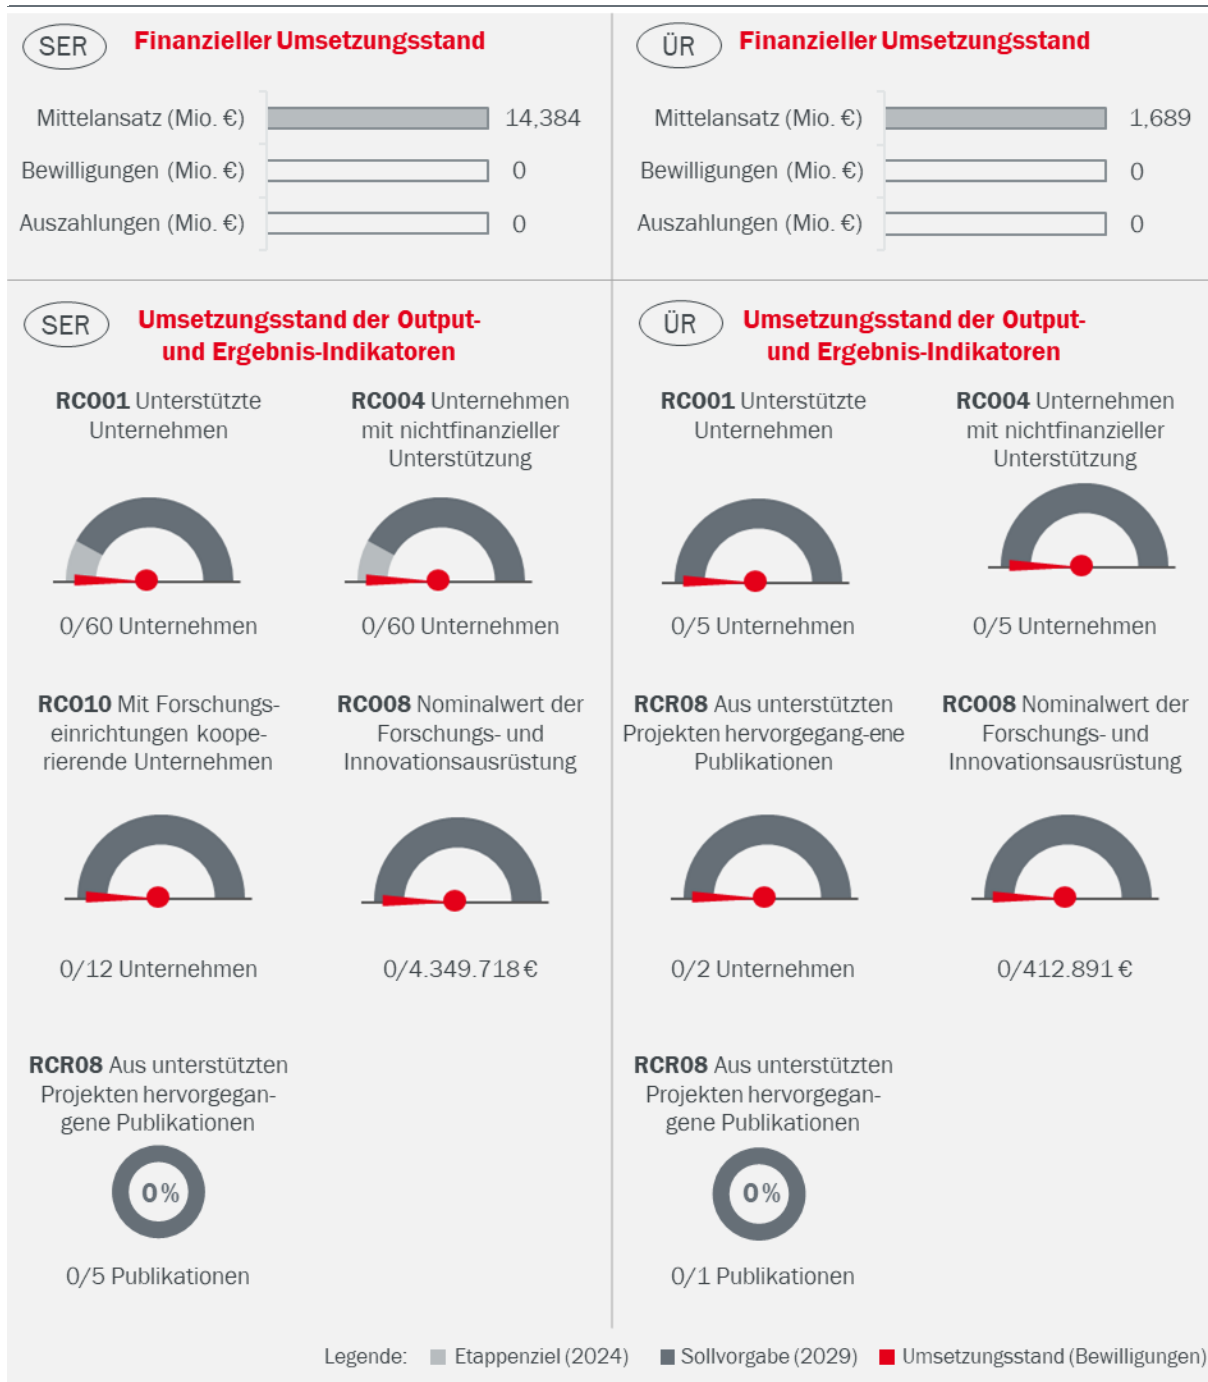 SER Finanzieller Umsetzungsstand
Mittelansatz (Mio. €) 14,384
Bewilligungen (Mio. €) 0
Auszahlungen (Mio. €) 0
ÜR Finanzieller Umsetzungsstand
Mittelansatz (Mio. €) 1,689
Bewilligungen (Mio. €) 0
Auszahlungen (Mio. €) 0
SER Umsetzungsstand der Output-
und Ergebnis-Indikatoren
RCO01 Unterstützte
Unternehmen
0/60 Unternehmen
RCO04 Unternehmen
mit nichtfinanzieller
Unterstützung
0/60 Unternehmen
RCO10 Mit Forschungs-
einrichtungen koope-
rierende Unternehmen
0/12 Unternehmen
RCO08 Nominalwert der
Forschungs- und
Innovationsausrüstung
0/4.349.718 €
RCR08 Aus unterstützten
Projekten hervorgegan-
gene Publikationen
0%
0/5 Publikationen
ÜR Umsetzungsstand der Output-
und Ergebnis-Indikatoren
RCO01 Unterstützte
Unternehmen
0/5 Unternehmen
RCO04 Unternehmen
mit nichtfinanzieller
Unterstützung
0/5 Unternehmen
RCR08 Aus unterstützten
Projekten hervorgegang-ene
Publikationen
0/2 Unternehmen
RCO08 Nominalwert der
Forschungs- und
Innovationsausrüstung
0/412.891 €
RCR08 Aus unterstützten
Projekten hervorgegan-
gene Publikationen
0%
0/1 Publikationen
Legende: Etappenziel (2024) Sollvorgabe (2029) Umsetzungsstand (Bewilligungen)